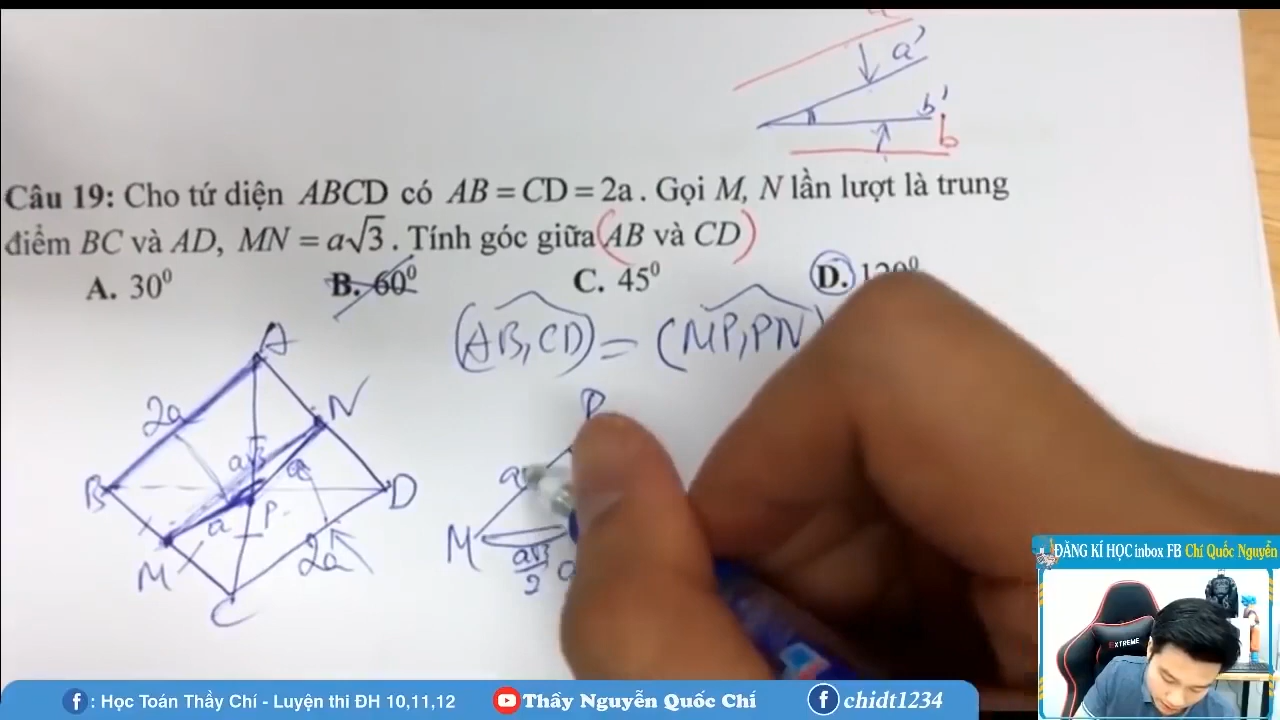 a'
b'
b
Câu 19: Cho tứ diện ABCD có AB = CD = 2a. Gọi M, N lần lượt là trung
điểm BC và AD, MN = a√3. Tính góc giữa (AB và CD)
A. 30⁰ B. 60⁰ C. 45⁰ D. 120⁰
(AB, CD) = (MP, PN)
A
2a
N
a√3
a
B
D
a
P
M
2a
C
P
a
M
a√3/2
EXTREME
ĐĂNG KÍ HỌC inbox FB Chí Quốc Nguyễn
f : Học Toán Thầy Chí - Luyện thi ĐH 10,11,12
Thầy Nguyễn Quốc Chí
f chidt1234